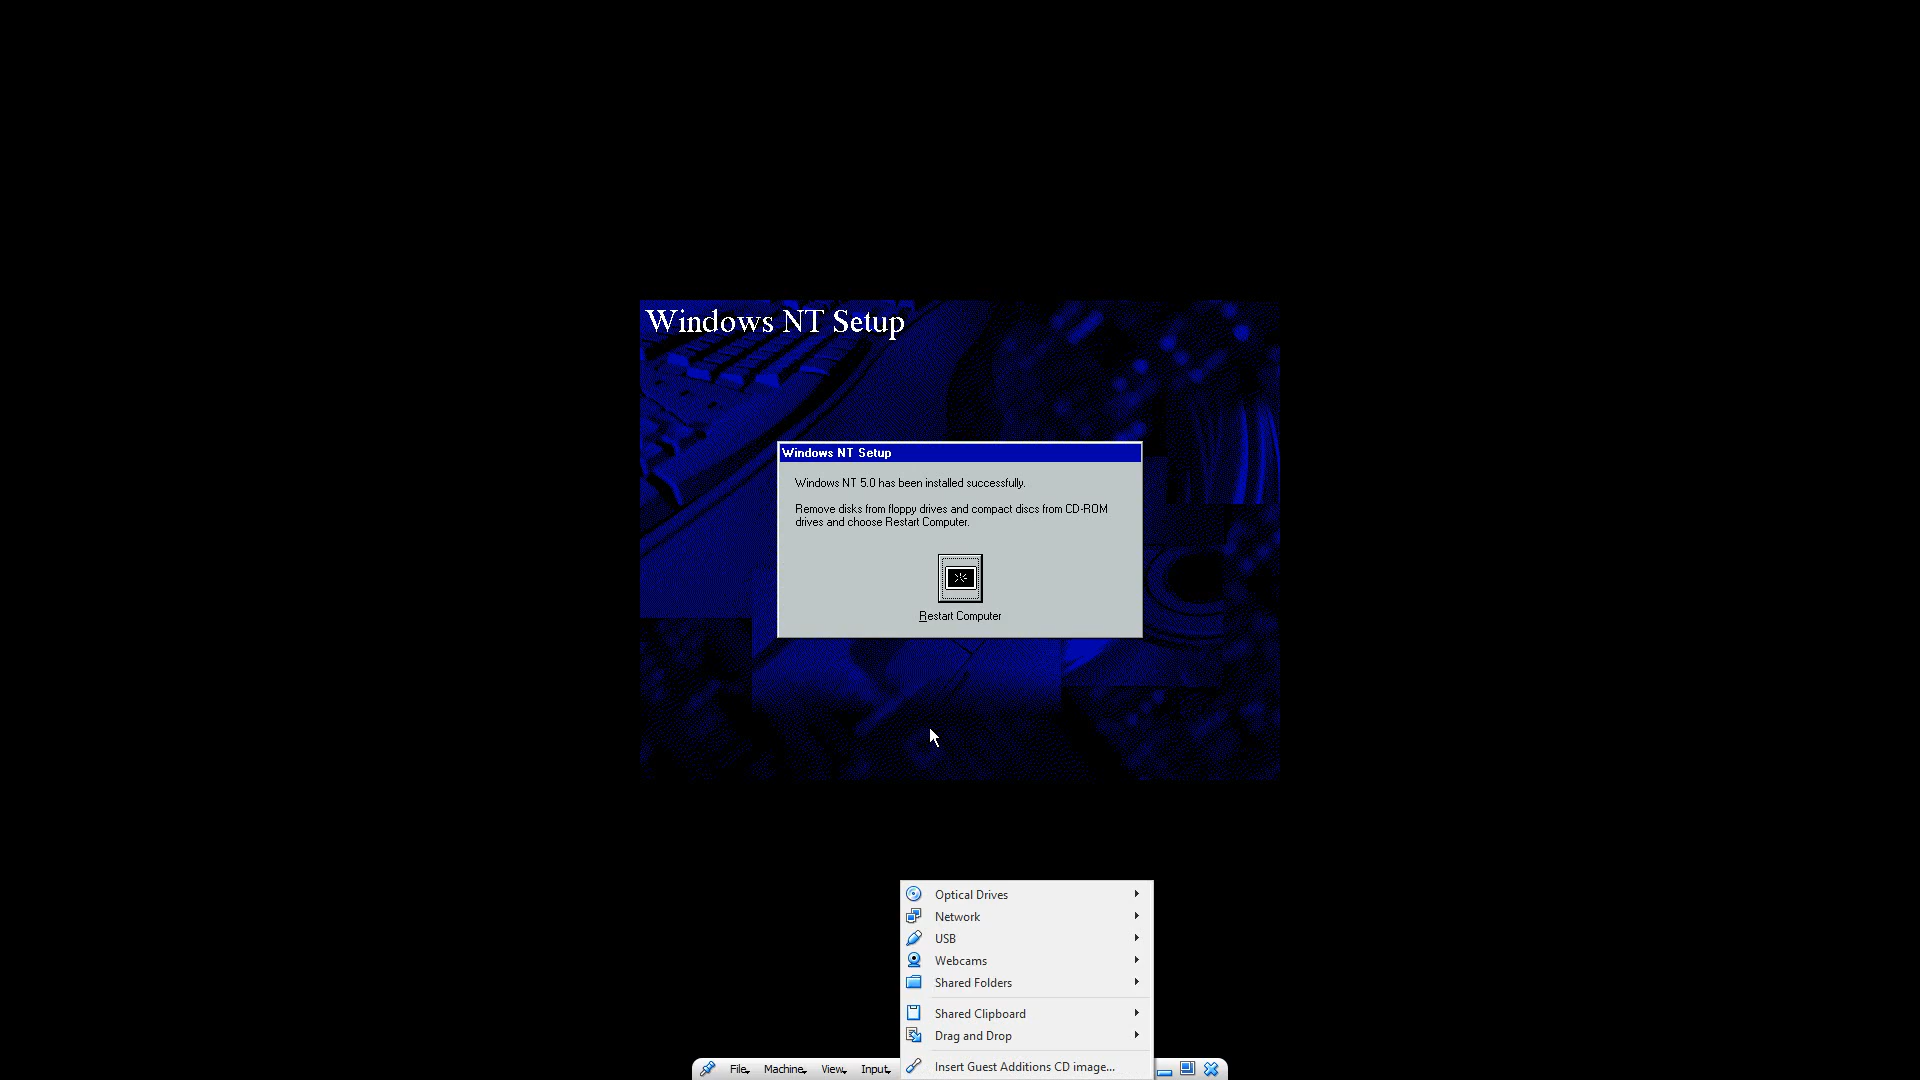 Windows NT Setup
Windows NT Setup
Windows NT 5.0 has been installed successfully.
Remove disks from floppy drives and compact discs from CD-ROM
drives and choose Restart Computer.
Restart Computer
Optical Drives
Network
USB
Webcams
Shared Folders
Shared Clipboard
Drag and Drop
Insert Guest Additions CD image...
File
Machine
View
Input